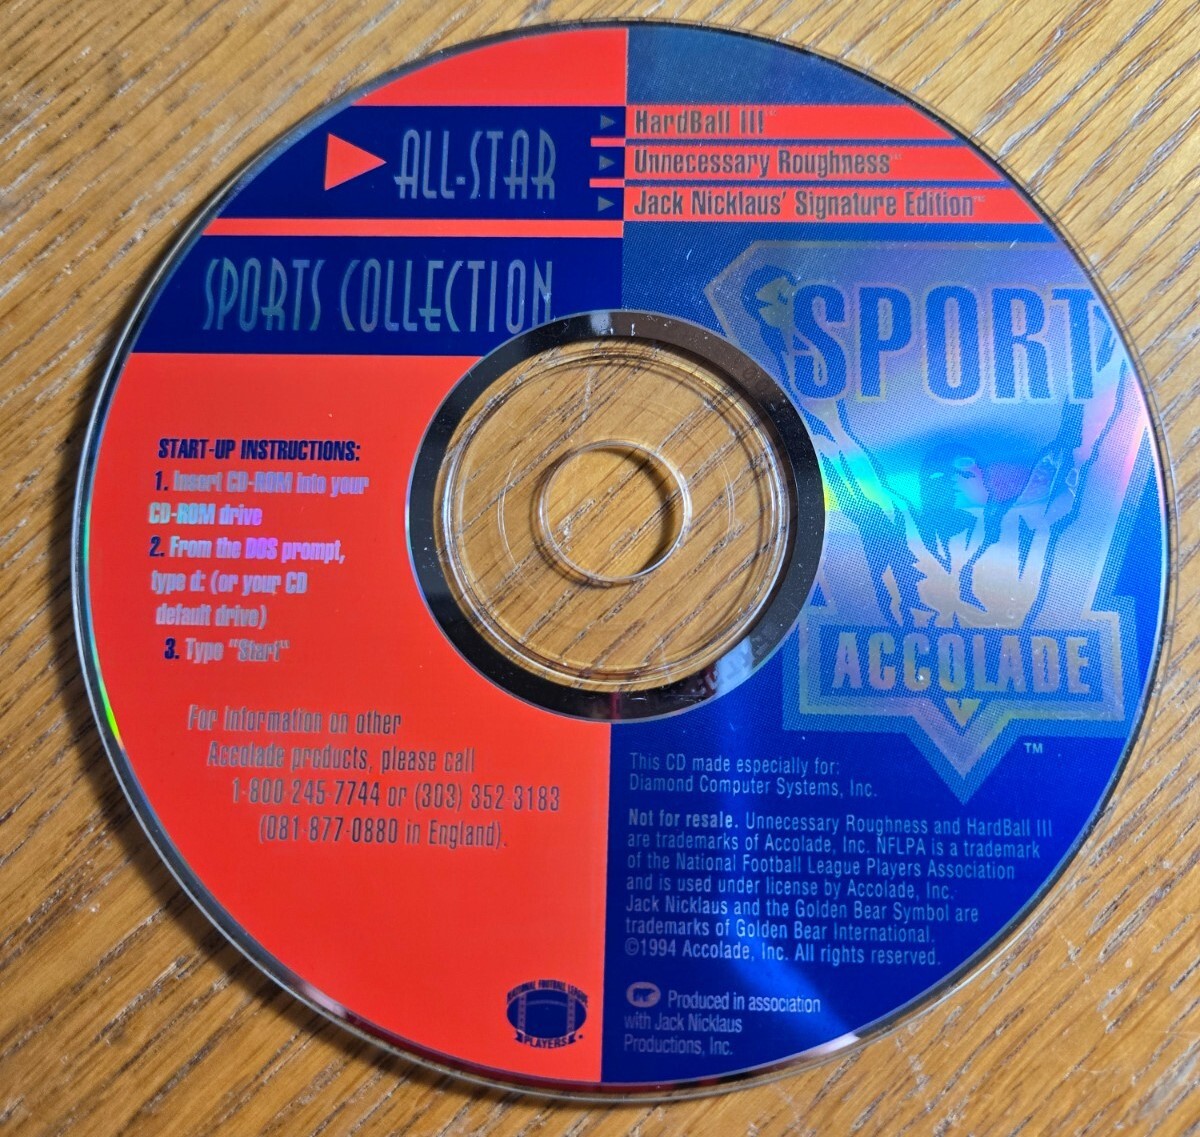 ALL-STAR
SPORTS COLLECTION
HardBall III
Unnecessary Roughness
Jack Nicklaus' Signature Edition
SPORT
ACCOLADE
TM
START-UP INSTRUCTIONS:
1. Insert CD-ROM into your
CD-ROM drive
2. From the DOS prompt,
type d: (or your CD
default drive)
3. Type "Start"
For information on other
Accolade products, please call
1-800-245-7744 or (303) 352-3183
(081-877-0880 in England).
This CD made especially for:
Diamond Computer Systems, Inc.
Not for resale. Unnecessary Roughness and HardBall III
are trademarks of Accolade, Inc. NFLPA is a trademark
of the National Football League Players Association
and is used under license by Accolade, Inc.
Jack Nicklaus and the Golden Bear Symbol are
trademarks of Golden Bear International.
©1994 Accolade, Inc. All rights reserved.
Produced in association
with Jack Nicklaus
Productions, Inc.
NATIONAL FOOTBALL LEAGUE
PLAYERS